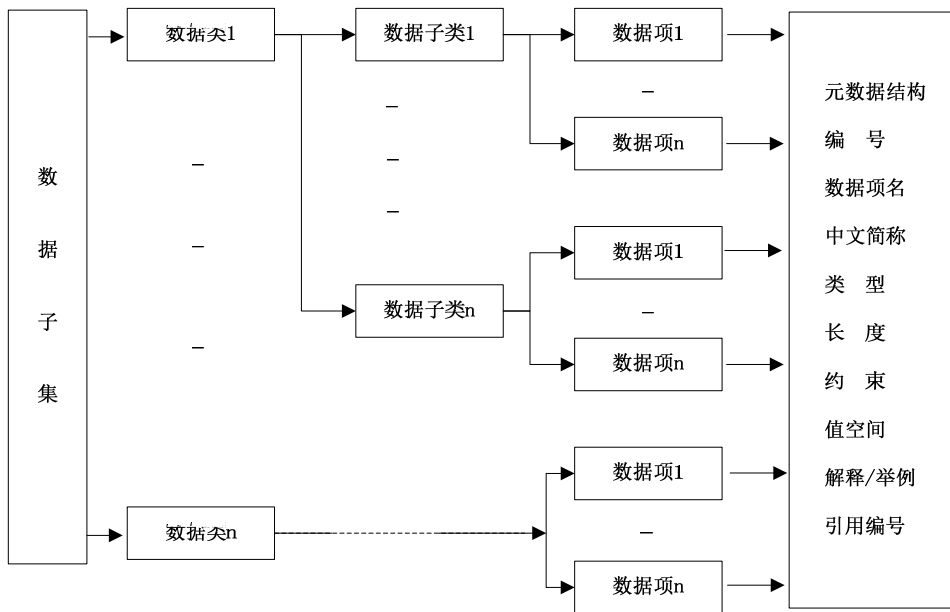 数据子集
数据类1
数据类n
数据子类1
数据子类n
数据项1
数据项n
数据项1
数据项n
数据项1
数据项n
元数据结构
编 号
数据项名
中文简称
类 型
长 度
约 束
值空间
解释/举例
引用编号